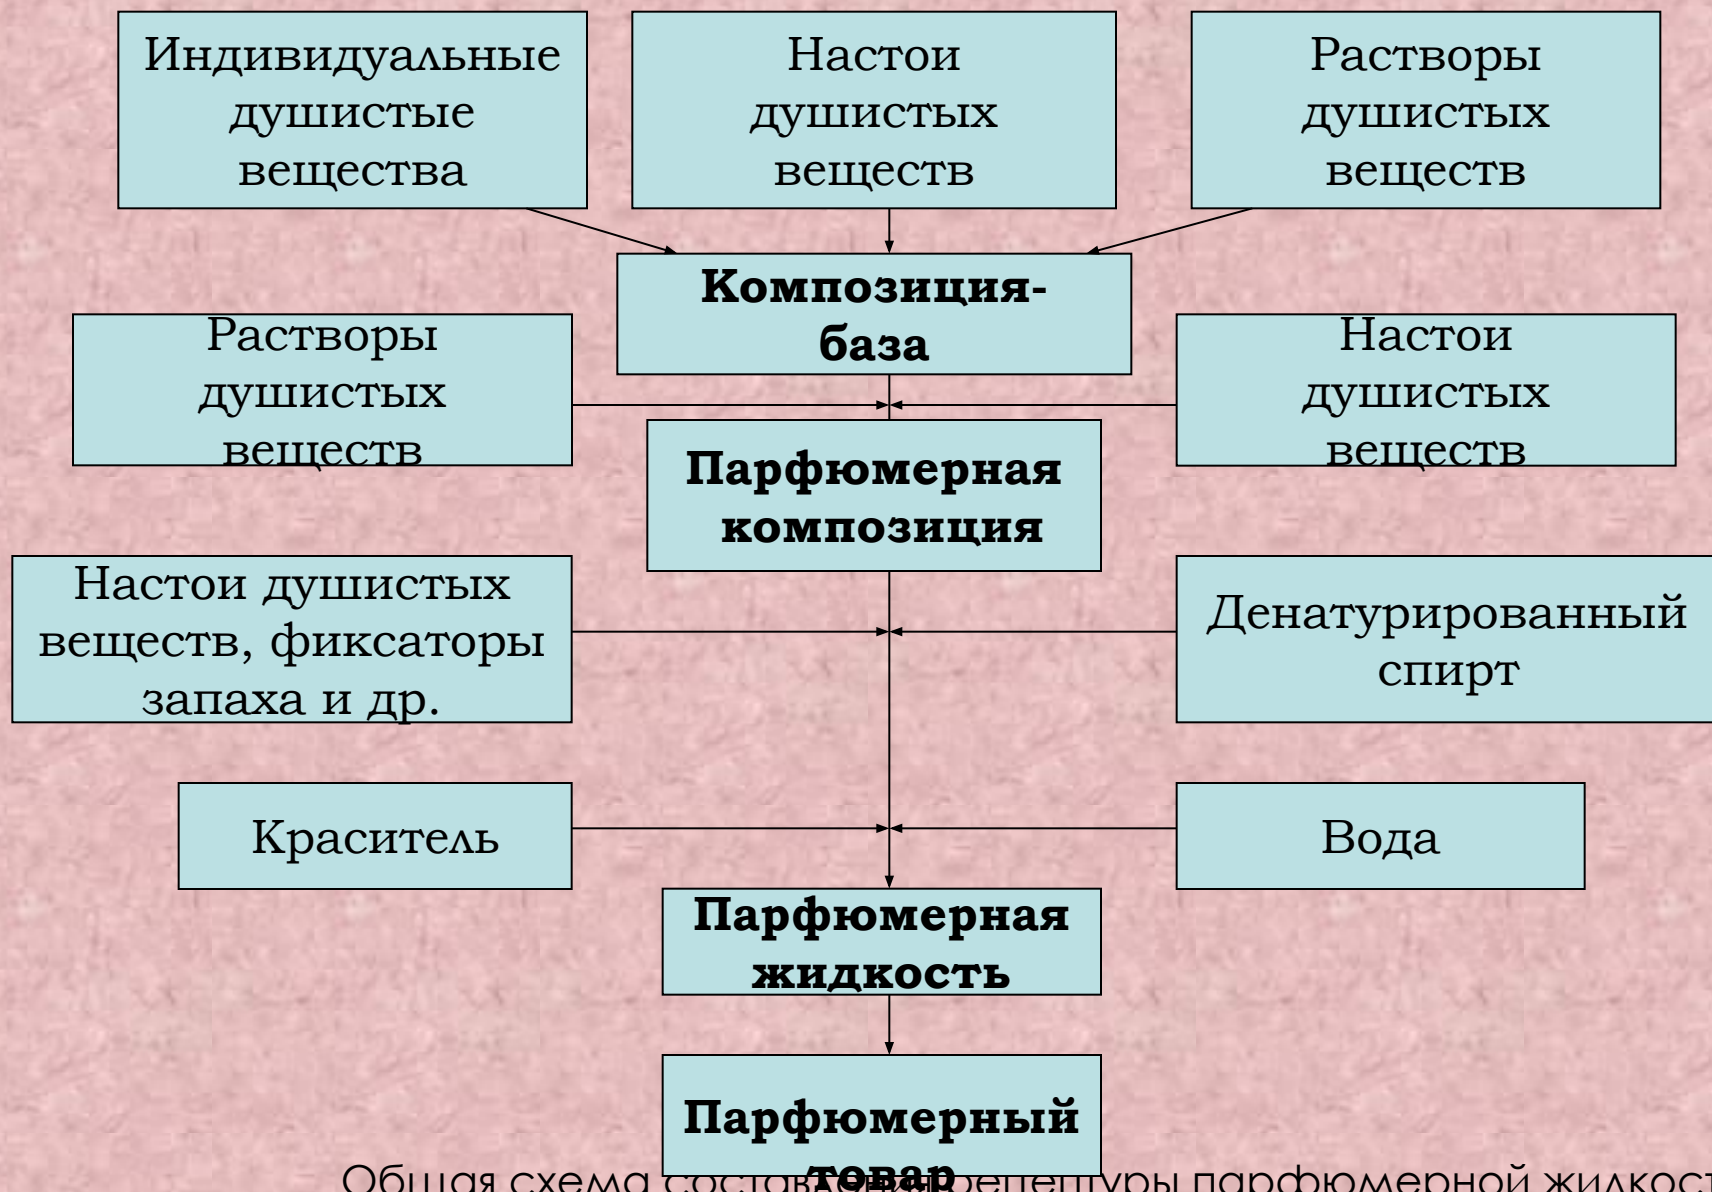 Индивидуальные
душистые
вещества
Настои
душистых
веществ
Растворы
душистых
веществ
Композиция-
база
Растворы
душистых
веществ
Настои
душистых
веществ
Парфюмерная
композиция
Настои душистых
веществ, фиксаторы
запаха и др.
Денатурированный
спирт
Краситель
Вода
Парфюмерная
жидкость
Парфюмерный
товар
Общая схема составления рецептуры парфюмерной жидкост